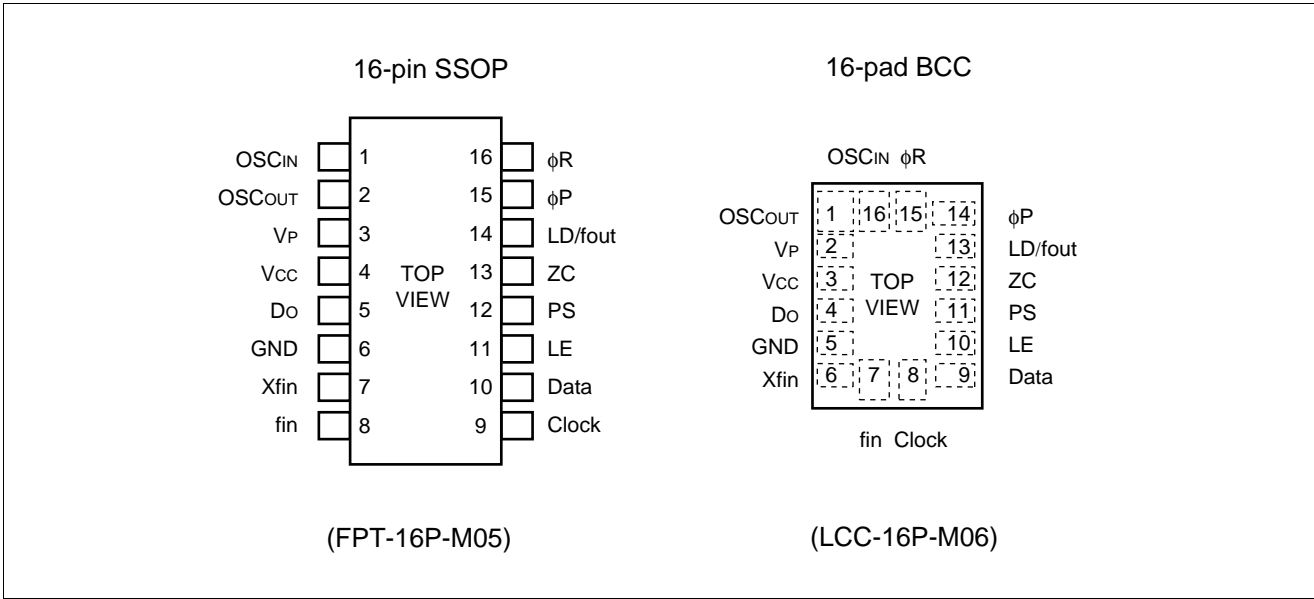 16-pin SSOP
OSCIN 1 16 ϕR
OSCOUT 2 15 ϕP
VP 3 14 LD/fout
VCC 4 13 ZC
DO 5 12 PS
GND 6 11 LE
Xfin 7 10 Data
fin 8 9 Clock
TOP
VIEW
(FPT-16P-M05)
16-pad BCC
OSCIN ϕR
OSCOUT 1 16 15 14 ϕP
VP 2 13 LD/fout
VCC 3 12 ZC
DO 4 11 PS
GND 5 10 LE
Xfin 6 7 8 9 Data
TOP
VIEW
fin Clock
(LCC-16P-M06)